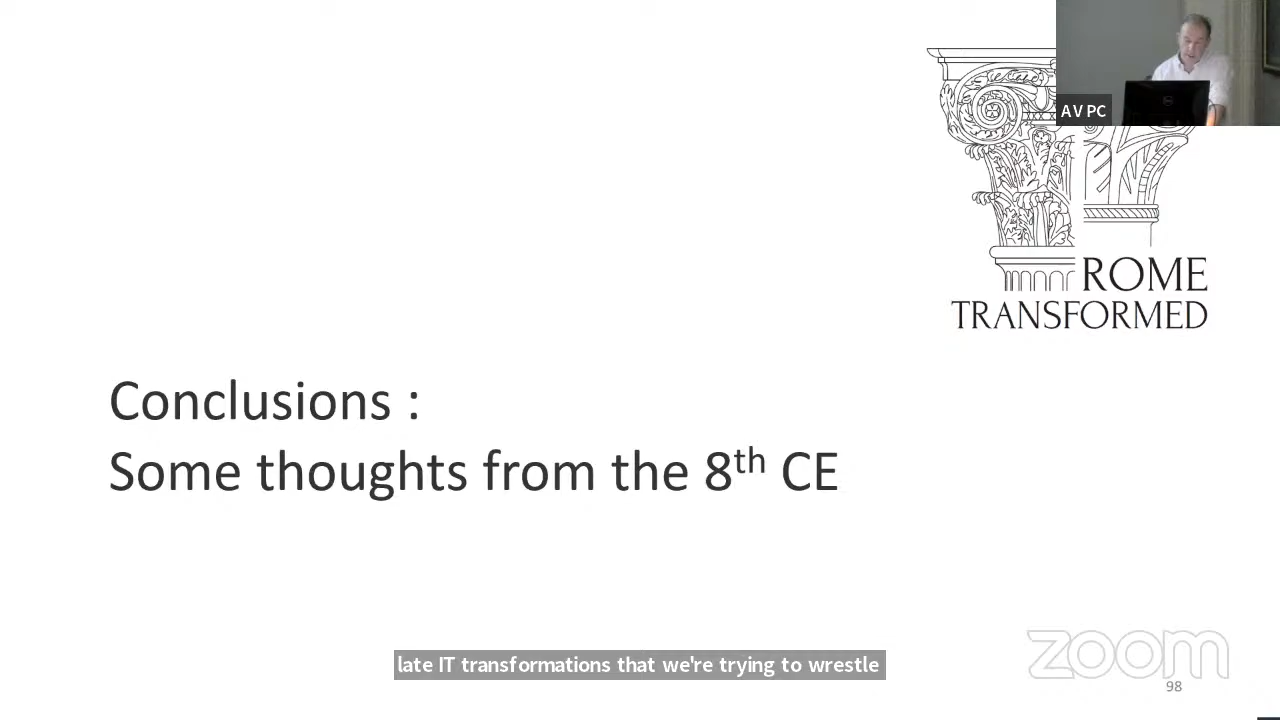 A V PC
ROME
TRANSFORMED
Conclusions :
Some thoughts from the 8th CE
late IT transformations that we're trying to wrestle
zoom
98